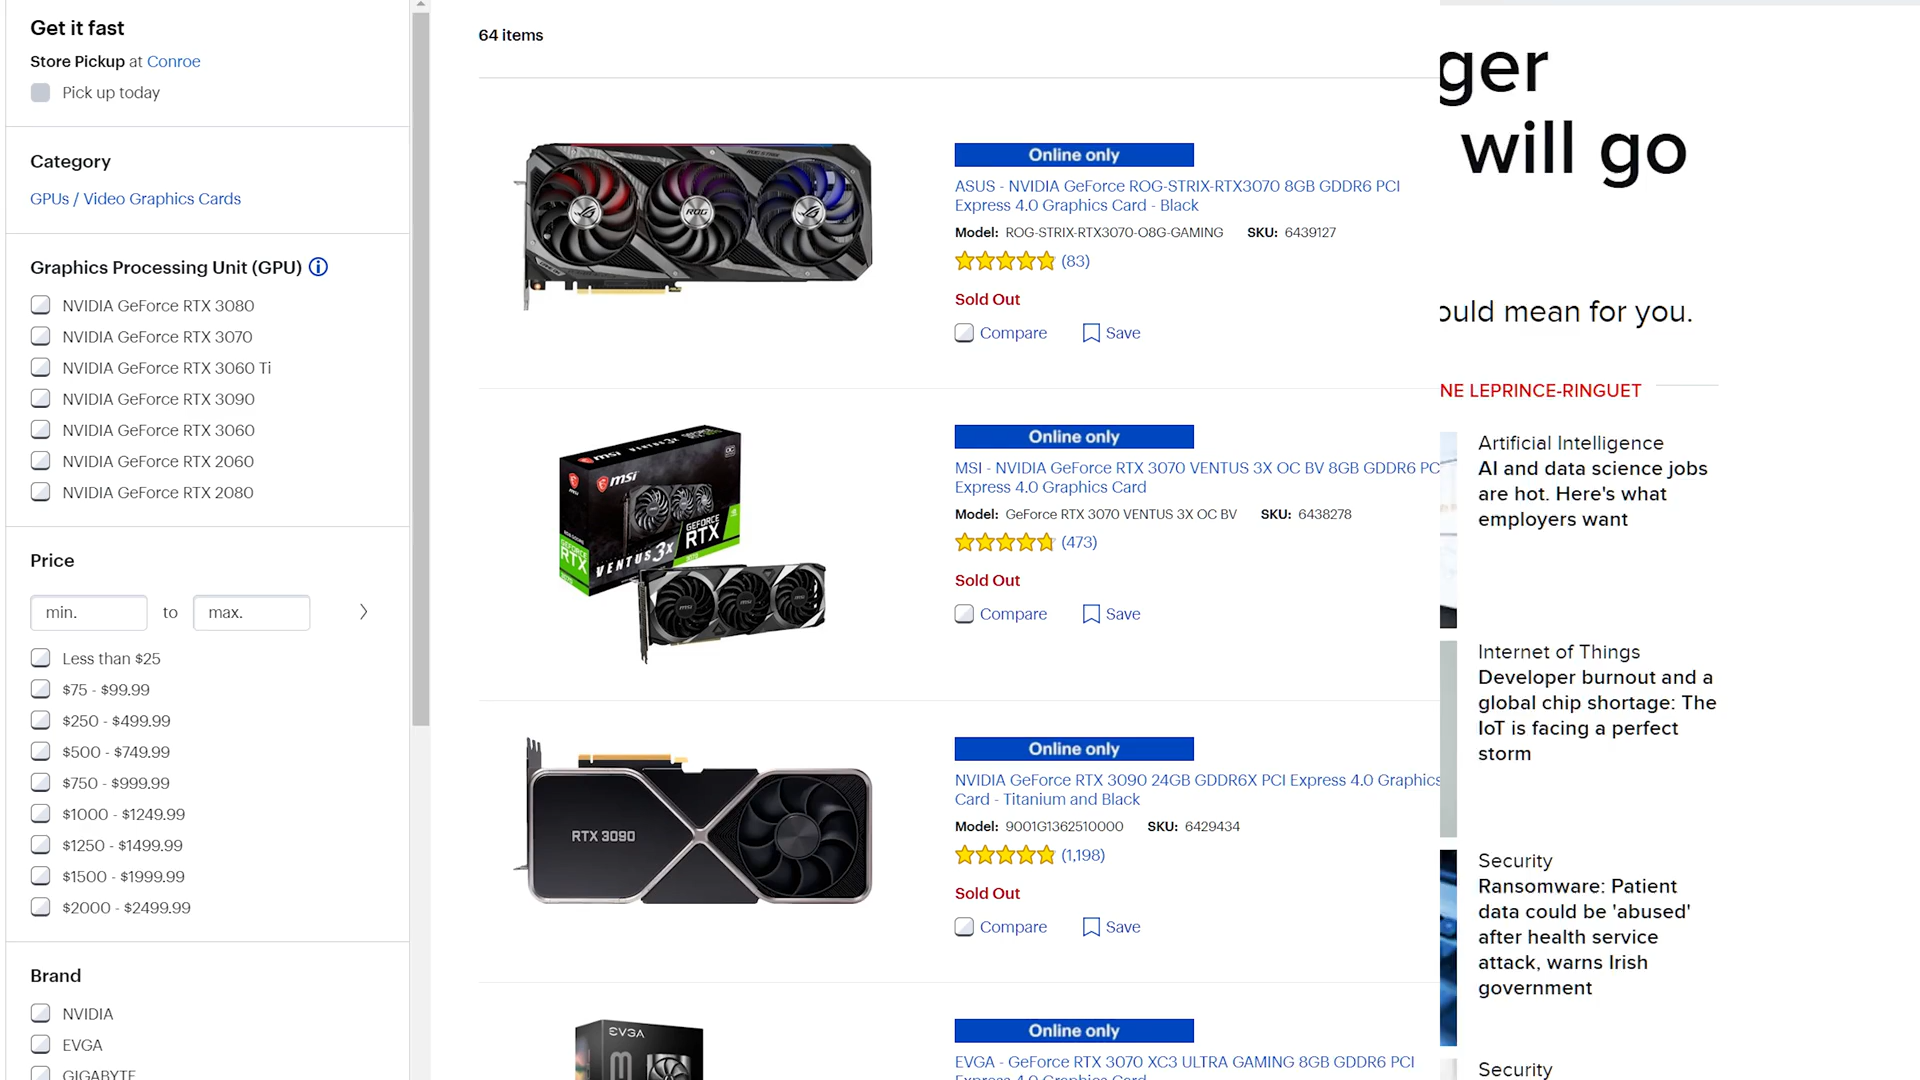 Get it fast
Store Pickup at Conroe
Pick up today
Category
GPUs / Video Graphics Cards
Graphics Processing Unit (GPU)
NVIDIA GeForce RTX 3080
NVIDIA GeForce RTX 3070
NVIDIA GeForce RTX 3060 Ti
NVIDIA GeForce RTX 3090
NVIDIA GeForce RTX 3060
NVIDIA GeForce RTX 2060
NVIDIA GeForce RTX 2080
Price
min. to max.
Less than $25
$75 - $99.99
$250 - $499.99
$500 - $749.99
$750 - $999.99
$1000 - $1249.99
$1250 - $1499.99
$1500 - $1999.99
$2000 - $2499.99
Brand
NVIDIA
EVGA
GIGABYTE
64 items
ROG
Online only
ASUS - NVIDIA GeForce ROG-STRIX-RTX3070 8GB GDDR6 PCI
Express 4.0 Graphics Card - Black
Model: ROG-STRIX-RTX3070-O8G-GAMING SKU: 6439127
(83)
Sold Out
Compare Save
msi
GEFORCE
RTX
VENTUS 3X
GEFORCE
RTX
Online only
MSI - NVIDIA GeForce RTX 3070 VENTUS 3X OC BV 8GB GDDR6 PC
Express 4.0 Graphics Card
Model: GeForce RTX 3070 VENTUS 3X OC BV SKU: 6438278
(473)
Sold Out
Compare Save
RTX 3090
Online only
NVIDIA GeForce RTX 3090 24GB GDDR6X PCI Express 4.0 Graphics
Card - Titanium and Black
Model: 9001G1362510000 SKU: 6429434
(1,198)
Sold Out
Compare Save
EVGA
Online only
EVGA - GeForce RTX 3070 XC3 ULTRA GAMING 8GB GDDR6 PCI
Express 4.0 Graphics Card
ger
will go
ould mean for you.
NE LEPRINCE-RINGUET
Artificial Intelligence
AI and data science jobs
are hot. Here's what
employers want
Internet of Things
Developer burnout and a
global chip shortage: The
IoT is facing a perfect
storm
Security
Ransomware: Patient
data could be 'abused'
after health service
attack, warns Irish
government
Security